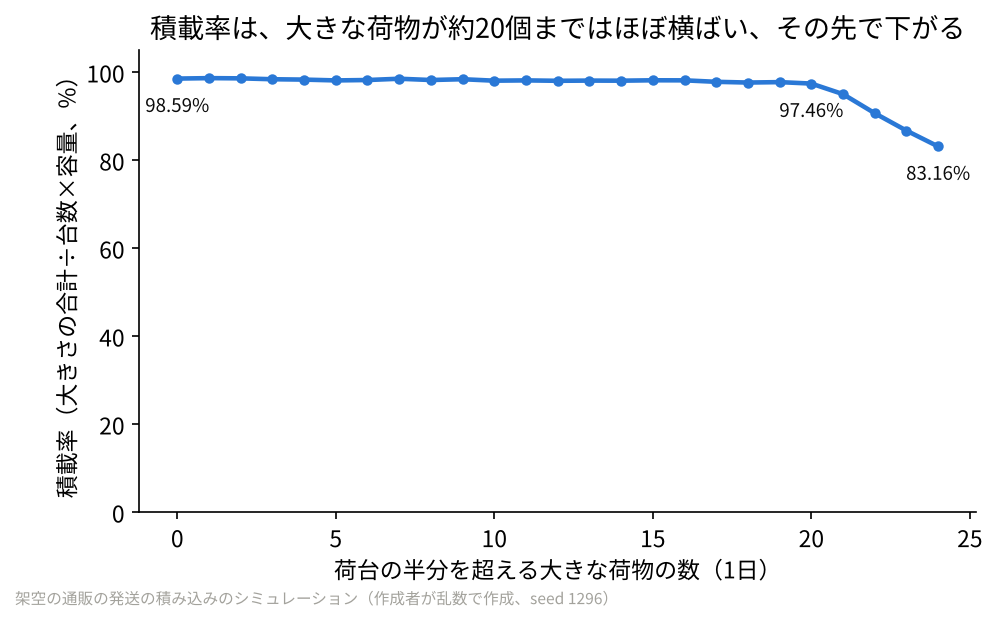 積載率は、大きな荷物が約20個まではほぼ横ばい、その先で下がる
積載率（大きさの合計÷台数×容量、%）
100
80
60
40
20
0
98.59%
97.46%
83.16%
0 5 10 15 20 25
荷台の半分を超える大きな荷物の数（1日）
架空の通販の発送の積み込みのシミュレーション（作成者が乱数で作成、seed 1296）